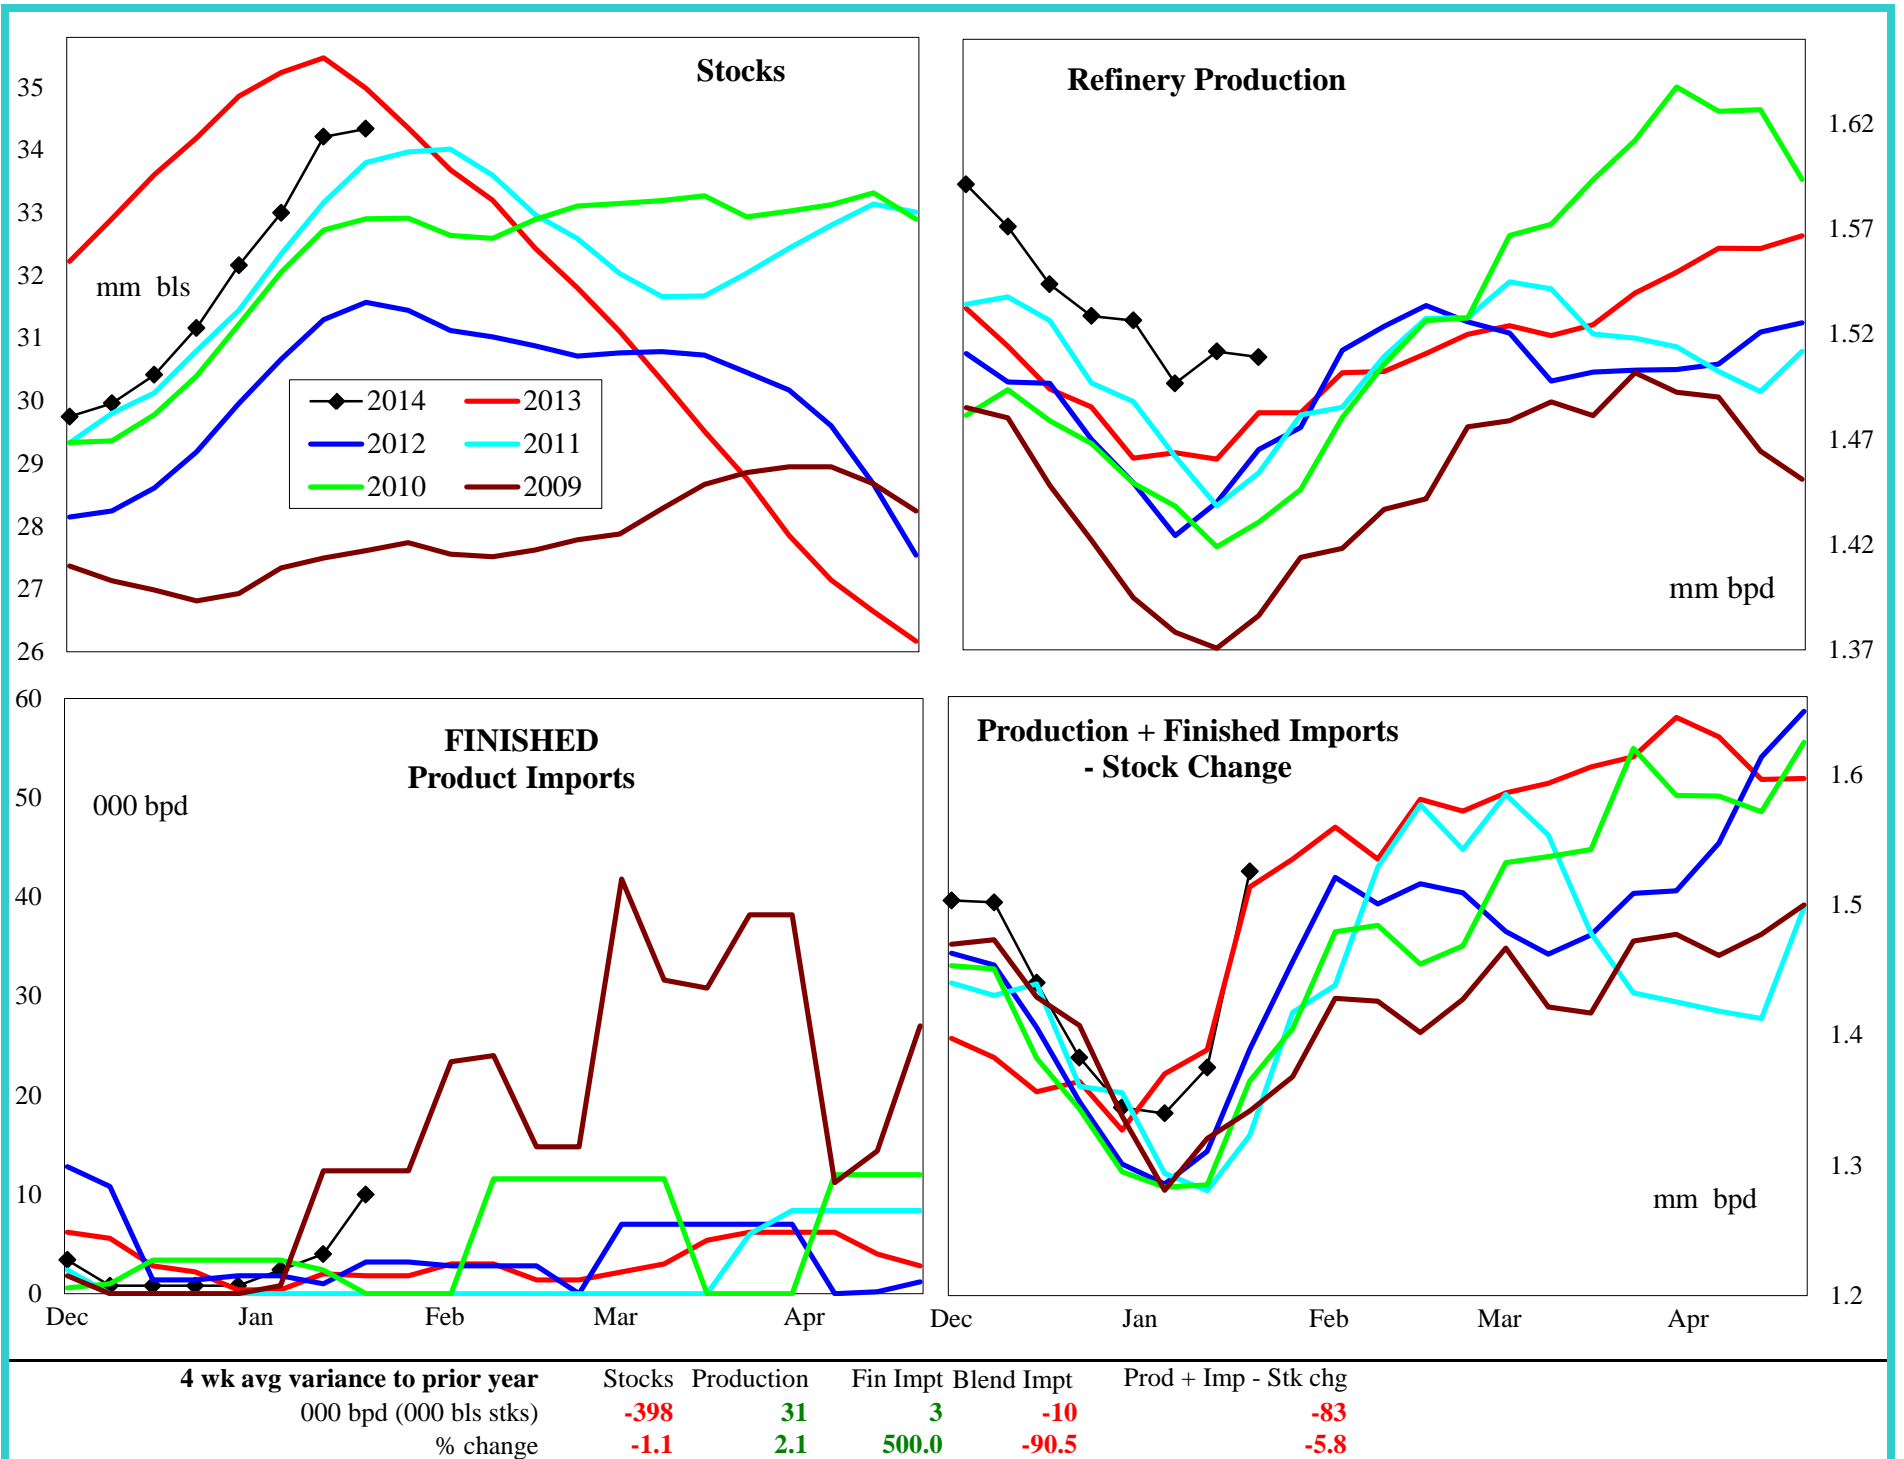 Stocks
35
34
33
32
31
30
29
28
27
26
mm bls
2014 2013
2012 2011
2010 2009
Refinery Production
1.62
1.57
1.52
1.47
1.42
1.37
mm bpd
FINISHED
Product Imports
60
50
40
30
20
10
0
000 bpd
Dec Jan Feb Mar Apr
Production + Finished Imports
- Stock Change
1.6
1.5
1.4
1.3
1.2
mm bpd
Dec Jan Feb Mar Apr
4 wk avg variance to prior year Stocks Production Fin Impt Blend Impt Prod + Imp - Stk chg
000 bpd (000 bls stks) -398 31 3 -10 -83
% change -1.1 2.1 500.0 -90.5 -5.8